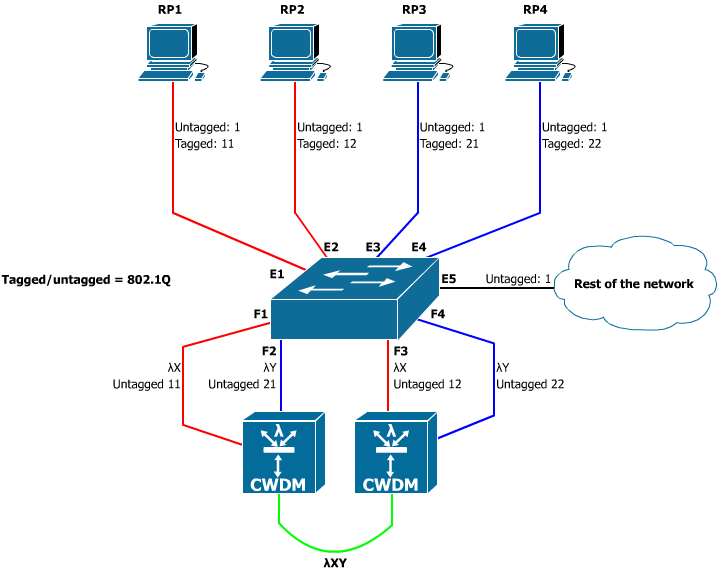 RP1
RP2
RP3
RP4
Untagged: 1
Tagged: 11
Untagged: 1
Tagged: 12
Untagged: 1
Tagged: 21
Untagged: 1
Tagged: 22
E1
E2
E3
E4
Tagged/untagged = 802.1Q
E5
Untagged: 1
Rest of the network
F1
F2
F3
F4
λX
Untagged 11
λY
Untagged 21
λX
Untagged 12
λY
Untagged 22
λ
CWDM
λ
CWDM
λXY